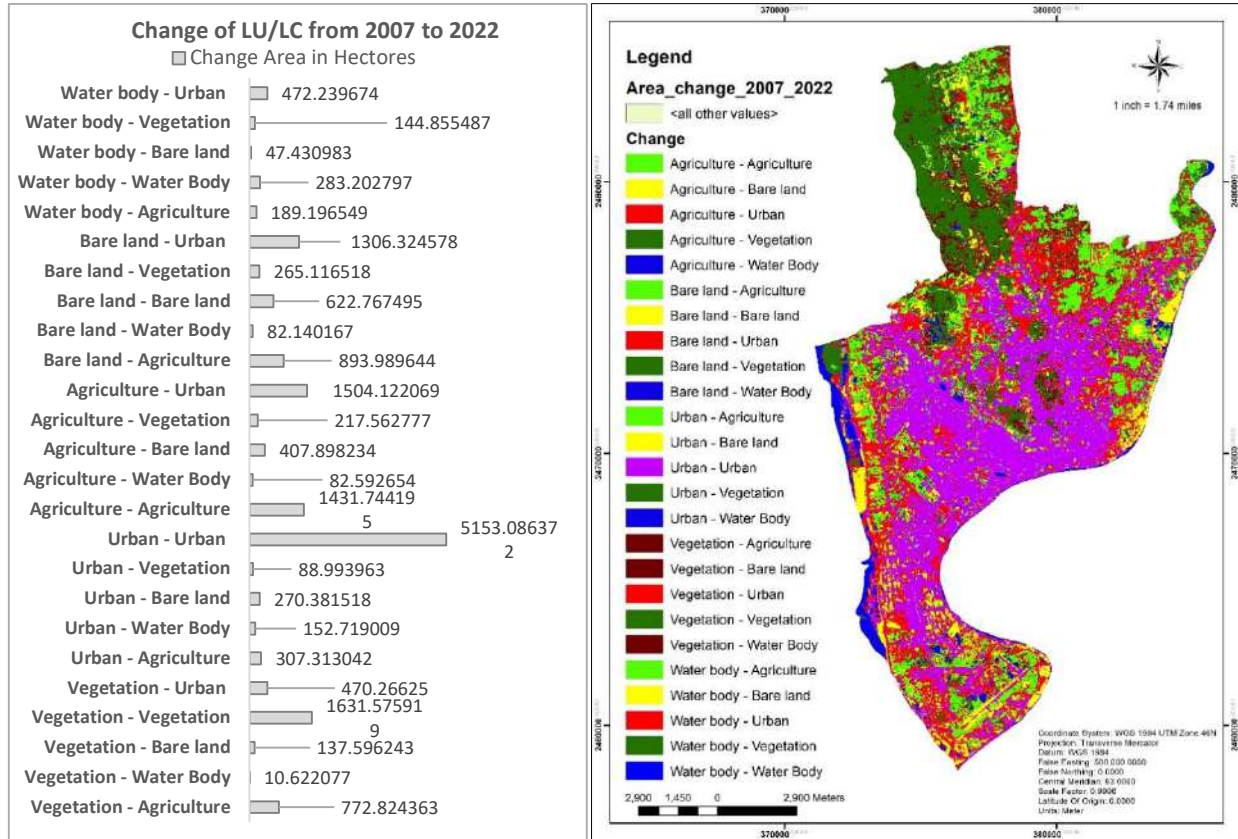 Change of LU/LC from 2007 to 2022
Change Area in Hectores
Water body - Urban 472.239674
Water body - Vegetation 144.855487
Water body - Bare land 47.430983
Water body - Water Body 283.202797
Water body - Agriculture 189.196549
Bare land - Urban 1306.324578
Bare land - Vegetation 265.116518
Bare land - Bare land 622.767495
Bare land - Water Body 82.140167
Bare land - Agriculture 893.989644
Agriculture - Urban 1504.122069
Agriculture - Vegetation 217.562777
Agriculture - Bare land 407.898234
Agriculture - Water Body 82.592654
Agriculture - Agriculture 1431.74419
5
Urban - Urban 5153.08637
2
Urban - Vegetation 88.993963
Urban - Bare land 270.381518
Urban - Water Body 152.719009
Urban - Agriculture 307.313042
Vegetation - Urban 470.26625
Vegetation - Vegetation 1631.57591
9
Vegetation - Bare land 137.596243
Vegetation - Water Body 10.622077
Vegetation - Agriculture 772.824363
370000 380000
Legend
Area_change_2007_2022
<all other values>
Change
Agriculture - Agriculture
Agriculture - Bare land
Agriculture - Urban
Agriculture - Vegetation
Agriculture - Water Body
Bare land - Agriculture
Bare land - Bare land
Bare land - Urban
Bare land - Vegetation
Bare land - Water Body
Urban - Agriculture
Urban - Bare land
Urban - Urban
Urban - Vegetation
Urban - Water Body
Vegetation - Agriculture
Vegetation - Bare land
Vegetation - Urban
Vegetation - Vegetation
Vegetation - Water Body
Water body - Agriculture
Water body - Bare land
Water body - Urban
Water body - Vegetation
Water body - Water Body
2,900 1,450 0 2,900 Meters
1 inch = 1.74 miles
2480000
2470000
2460000
2480000
2470000
2460000
Coordinate System: WGS 1984 UTM Zone 46N
Projection: Transverse Mercator
Datum: WGS 1984
False Easting: 500,000.0000
False Northing: 0.0000
Central Meridian: 93.0000
Scale Factor: 0.9996
Latitude Of Origin: 0.0000
Units: Meter
370000 380000